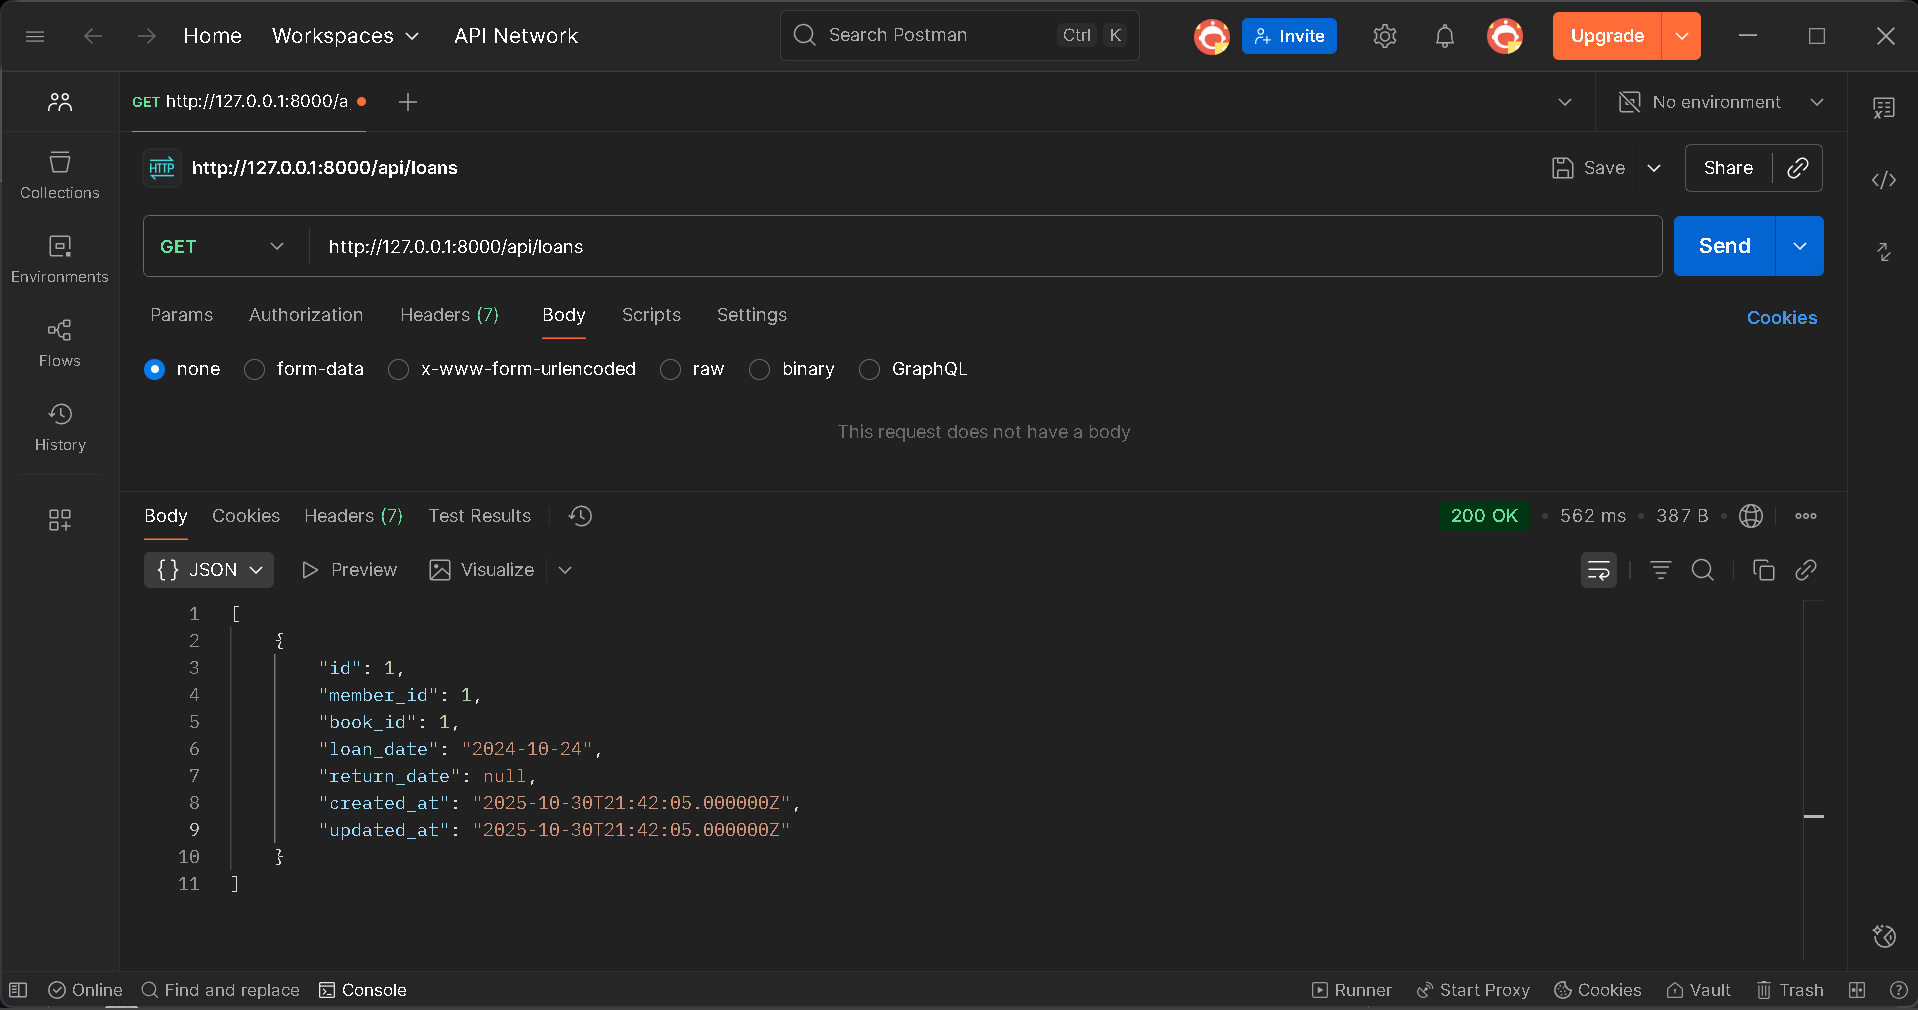 Home Workspaces API Network Search Postman Ctrl K Invite Upgrade
GET http://127.0.0.1:8000/a No environment
HTTP http://127.0.0.1:8000/api/loans Save Share
GET http://127.0.0.1:8000/api/loans Send
Params Authorization Headers (7) Body Scripts Settings Cookies
none form-data x-www-form-urlencoded raw binary GraphQL
This request does not have a body
Collections
Environments
Flows
History
Body Cookies Headers (7) Test Results 200 OK • 562 ms • 387 B •
{} JSON Preview Visualize
1 [
2 {
3 "id": 1,
4 "member_id": 1,
5 "book_id": 1,
6 "loan_date": "2024-10-24",
7 "return_date": null,
8 "created_at": "2025-10-30T21:42:05.000000Z",
9 "updated_at": "2025-10-30T21:42:05.000000Z"
10 }
11 ]
Online Find and replace Console Runner Start Proxy Cookies Vault Trash